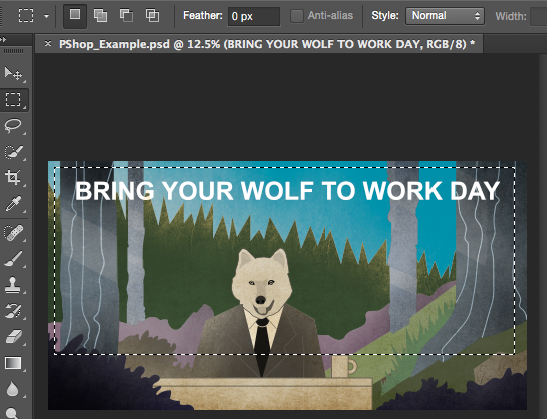 Feather: 0 px Anti-alias Style: Normal Width:
× PShop_Example.psd @ 12.5% (BRING YOUR WOLF TO WORK DAY, RGB/8) *
BRING YOUR WOLF TO WORK DAY